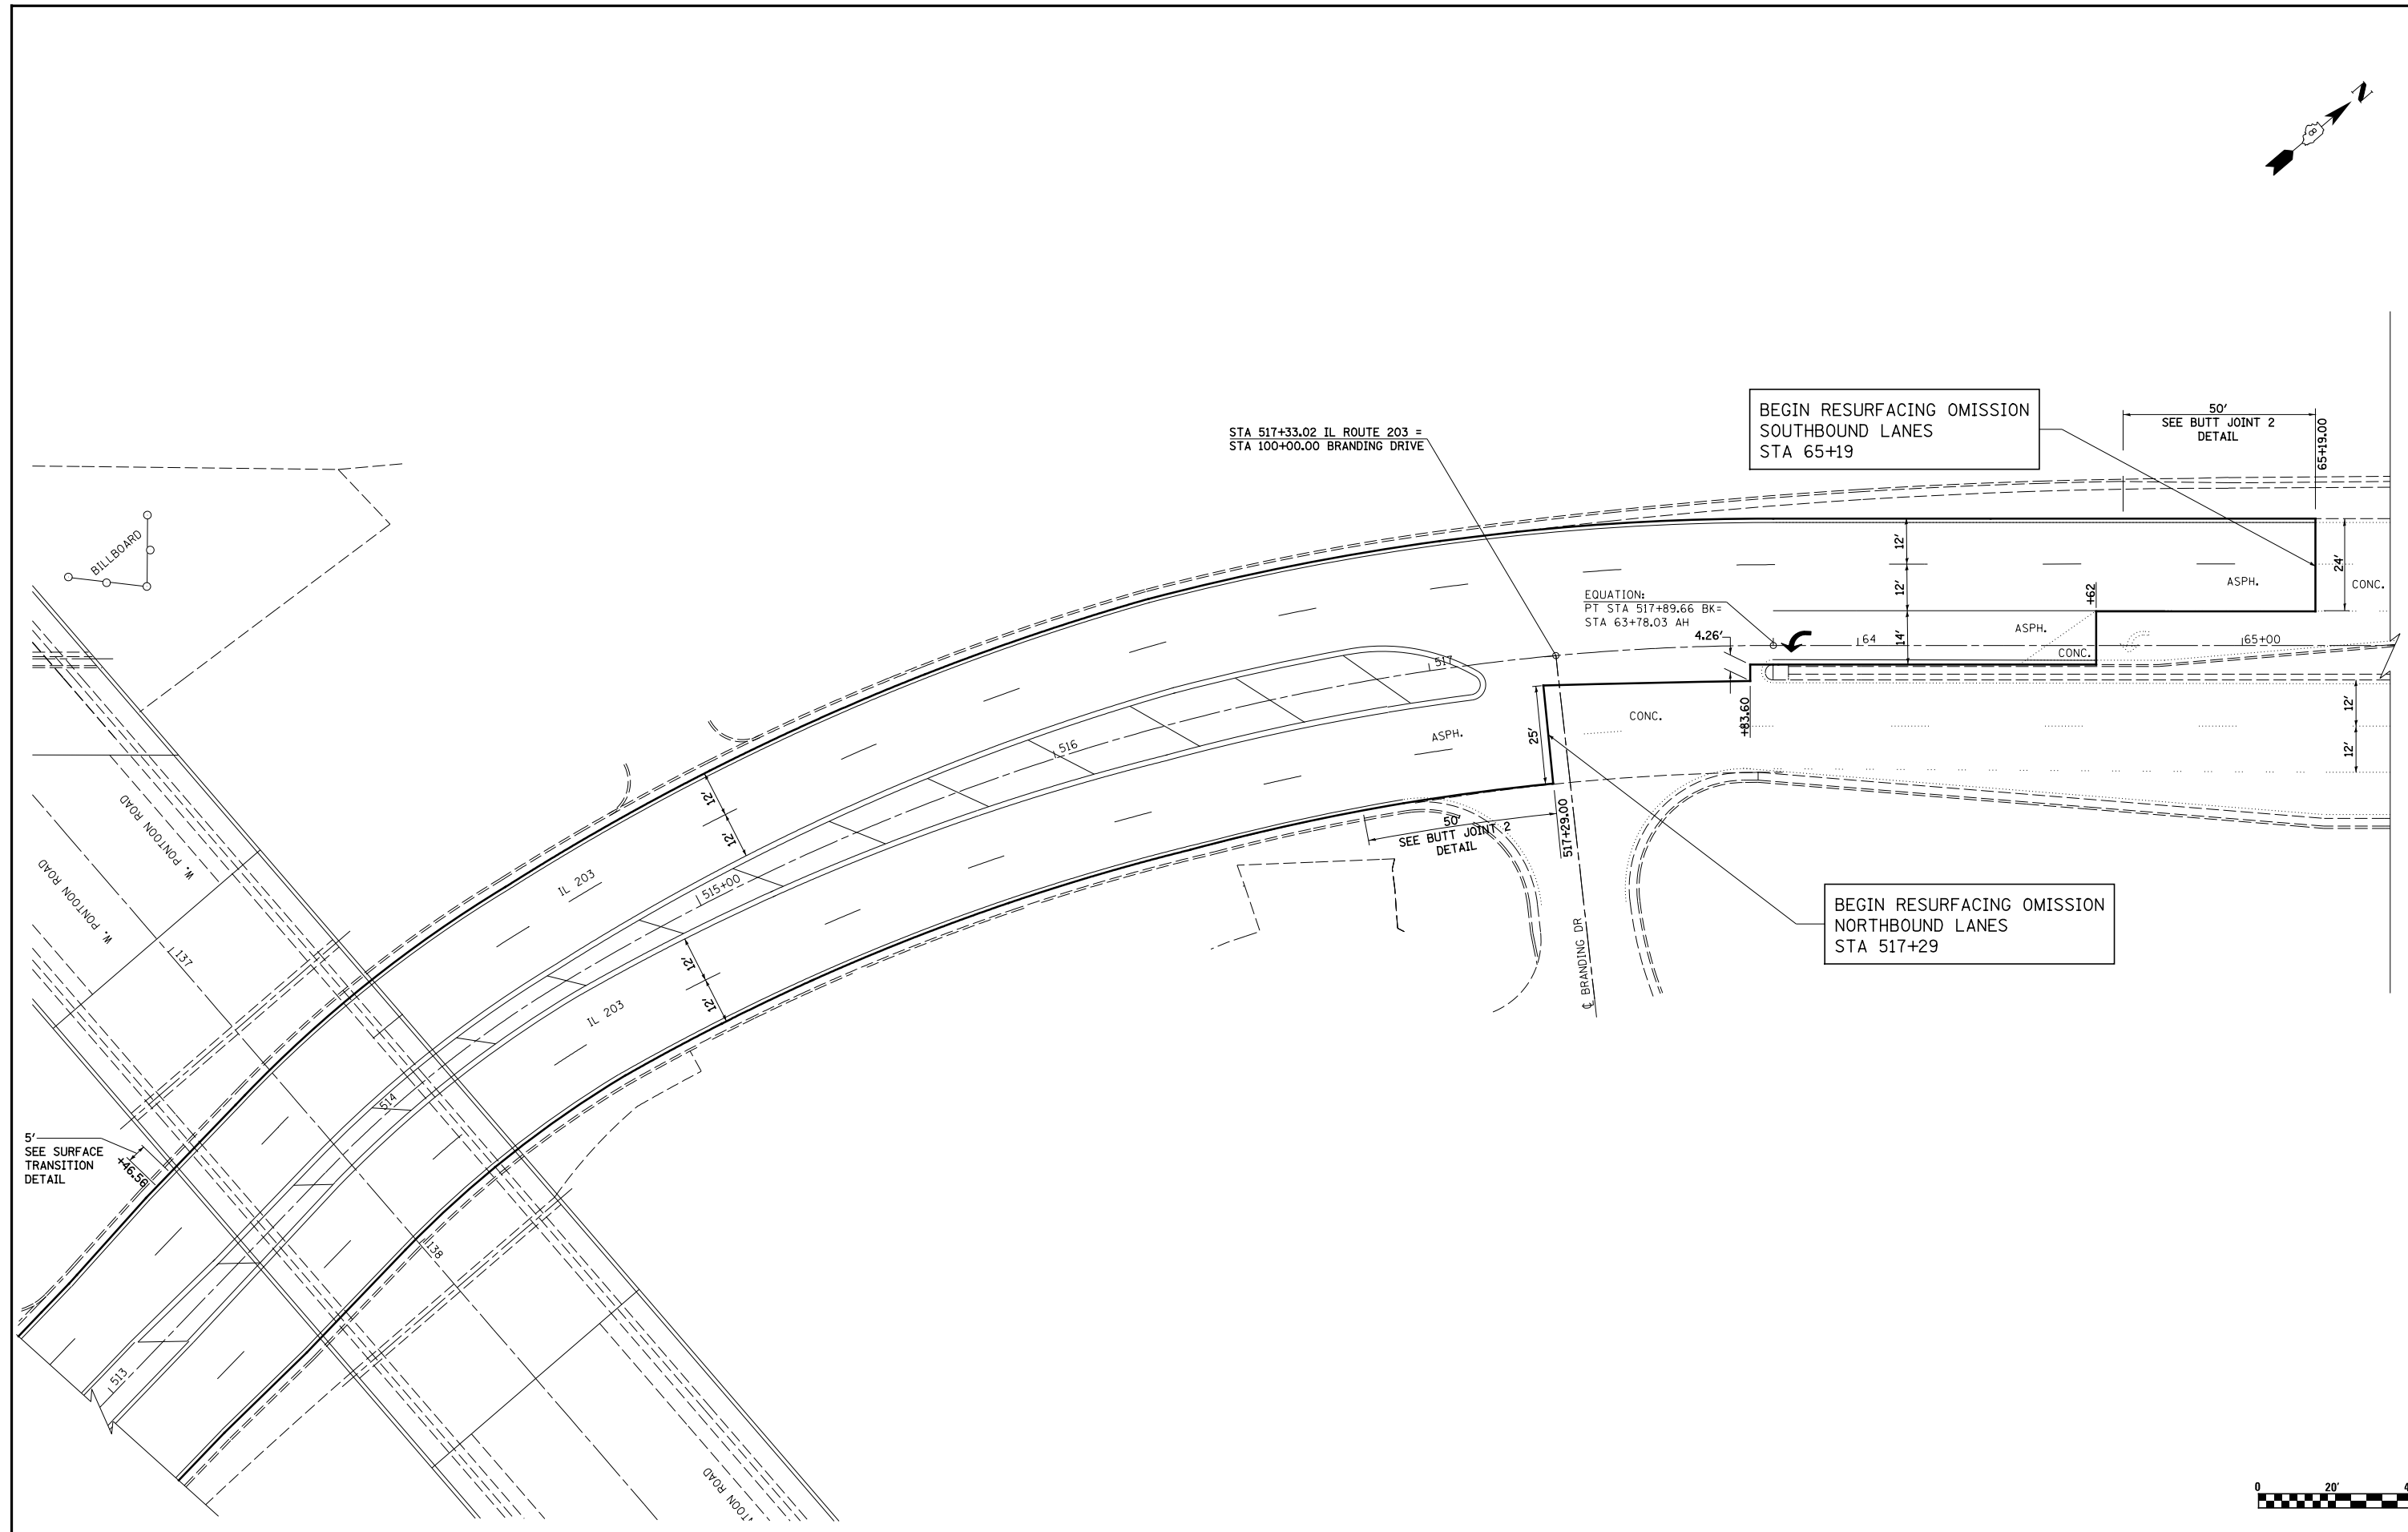 N
8
BEGIN RESURFACING OMISSION
SOUTHBOUND LANES
STA 65+19
50'
SEE BUTT JOINT 2
DETAIL
65+19.00
STA 517+33.02 IL ROUTE 203 =
STA 100+00.00 BRANDING DRIVE
BILLBOARD
12'
12'
14'
24'
+62
ASPH.
CONC.
EQUATION:
PT STA 517+89.66 BK=
STA 63+78.03 AH
4.26'
64
ASPH.
CONC.
65+00
517
CONC.
+83.60
12'
12'
516
ASPH.
25'
W. PONTOON ROAD
W. PONTOON ROAD
12'
12'
50'
SEE BUTT JOINT 2
DETAIL
517+29.00
IL 203
515+00
BEGIN RESURFACING OMISSION
NORTHBOUND LANES
STA 517+29
137
12'
12'
IL 203
℄ BRANDING DR
514
5'
SEE SURFACE
TRANSITION
DETAIL
+46.56
138
513
NTOON ROAD
0
20'